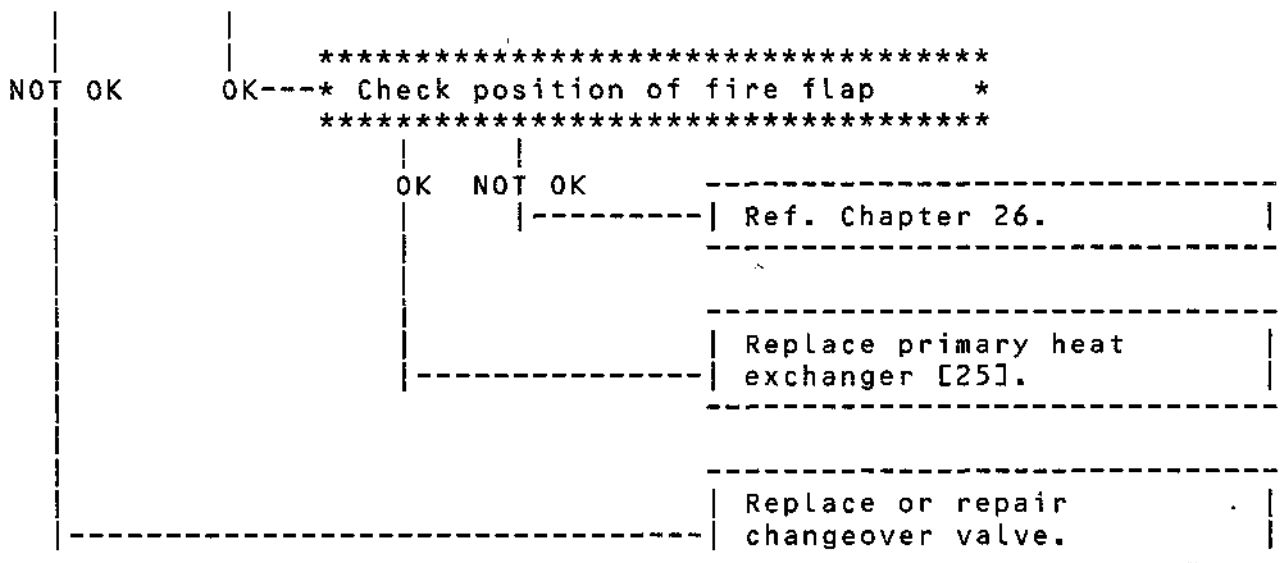 NOT OK OK---* Check position of fire flap *
OK NOT OK
Ref. Chapter 26.
Replace primary heat
exchanger [25].
Replace or repair
changeover valve.